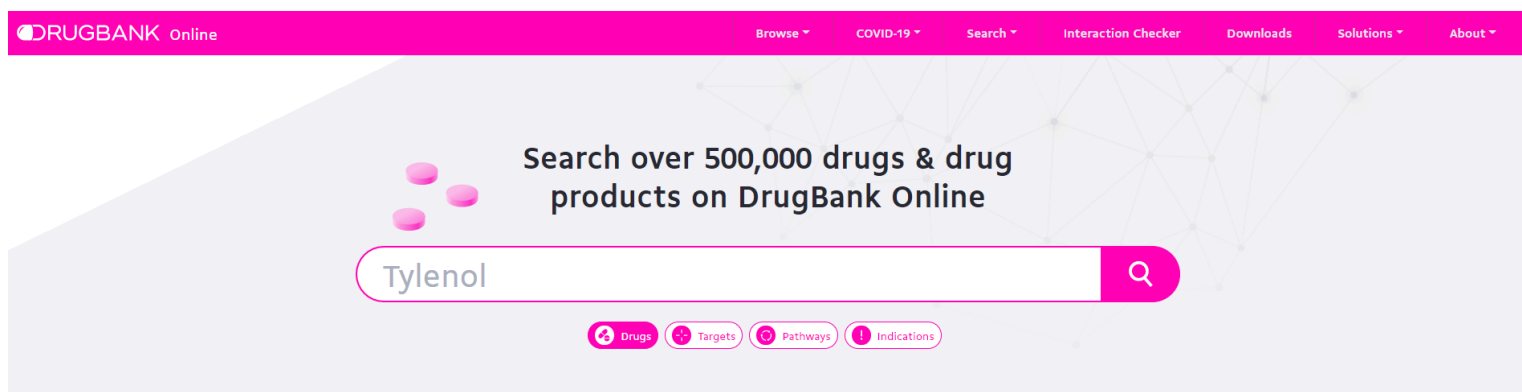 DRUGBANK Online
Browse COVID-19 Search Interaction Checker Downloads Solutions About
Search over 500,000 drugs & drug
products on DrugBank Online
Tylenol
Drugs Targets Pathways Indications